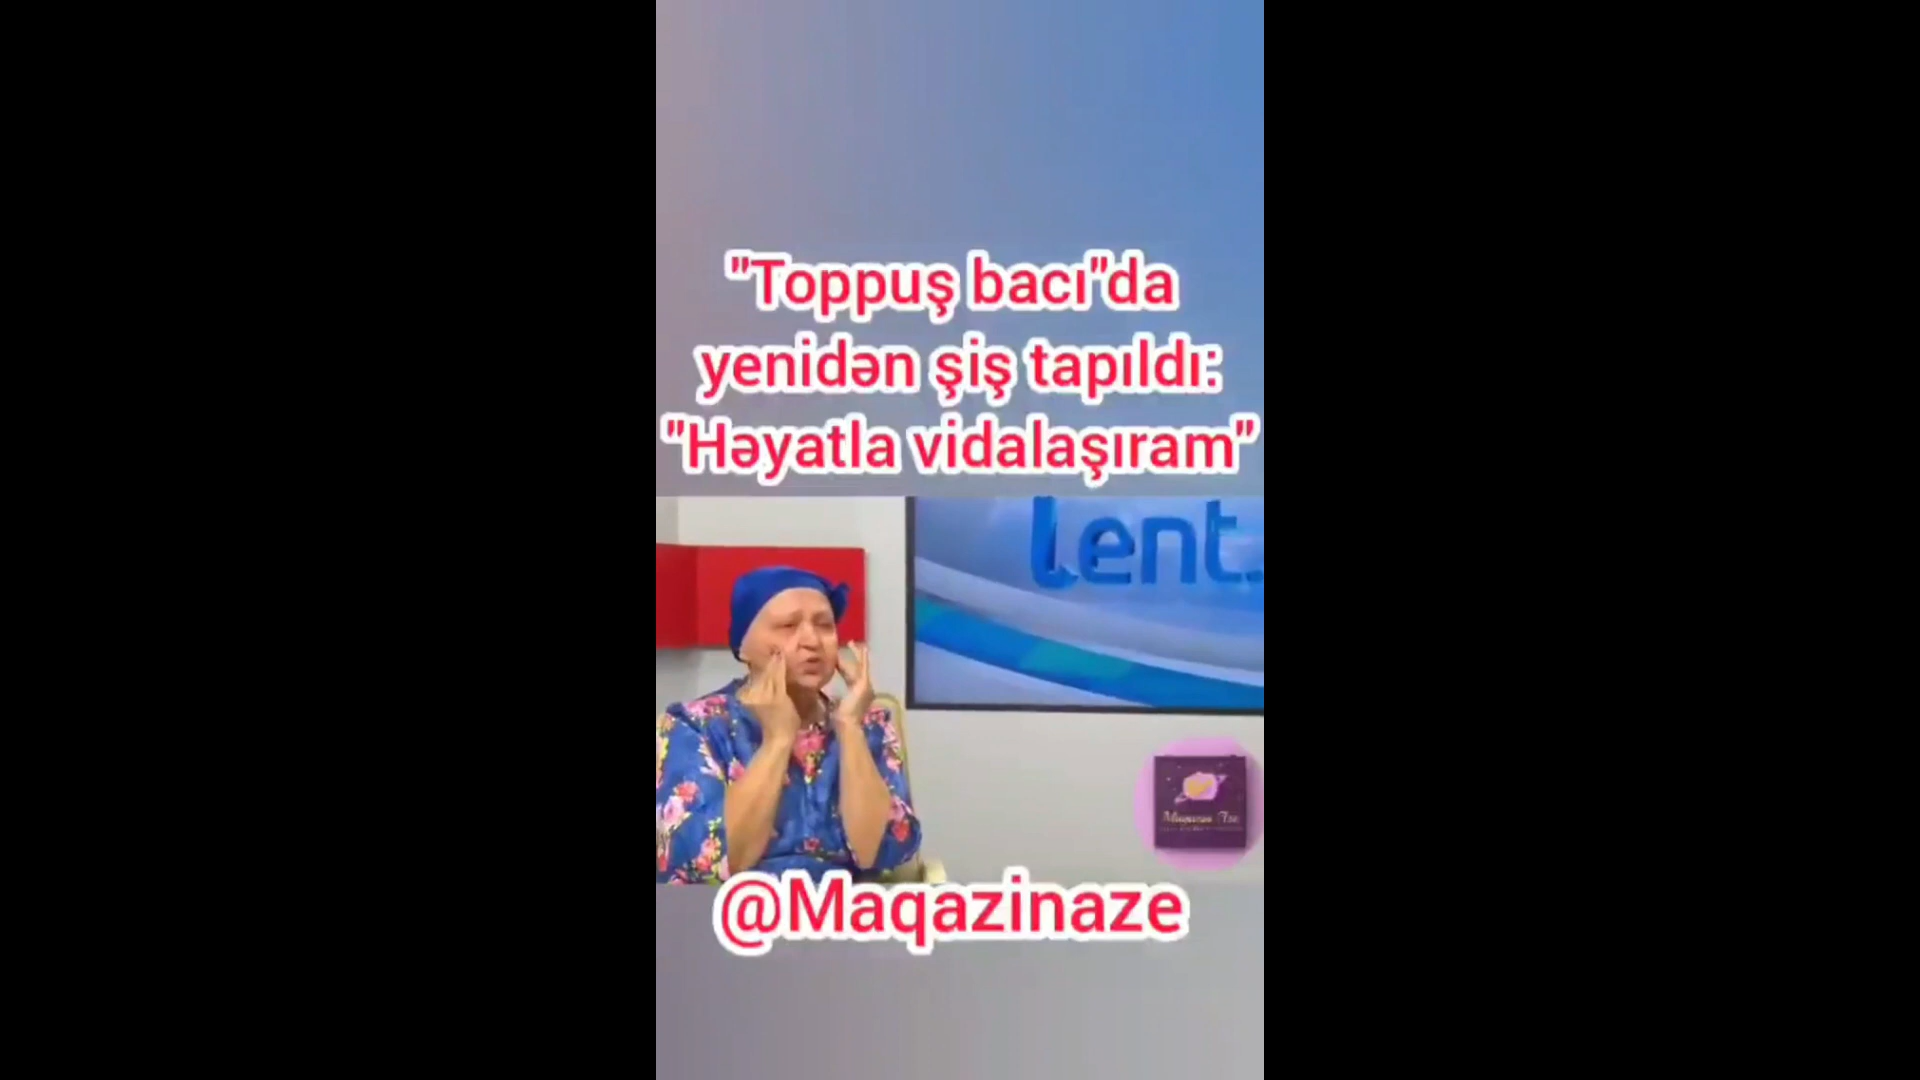 "Toppuş bacı"da
yenidən şiş tapıldı:
"Həyatla vidalaşıram"
lent.
@Maqazinaze